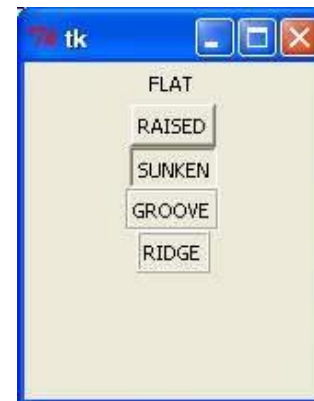 tk
FLAT
RAISED
SUNKEN
GROOVE
RIDGE